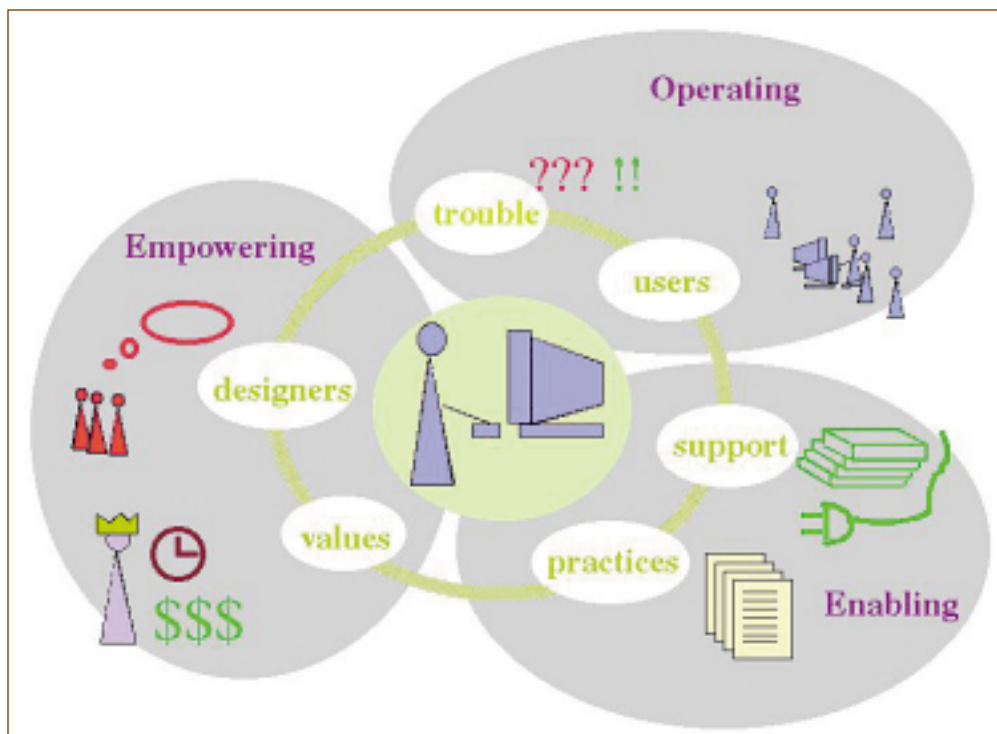 Operating
??? !!
trouble
Empowering
users
designers
support
values
practices
Enabling
$$$